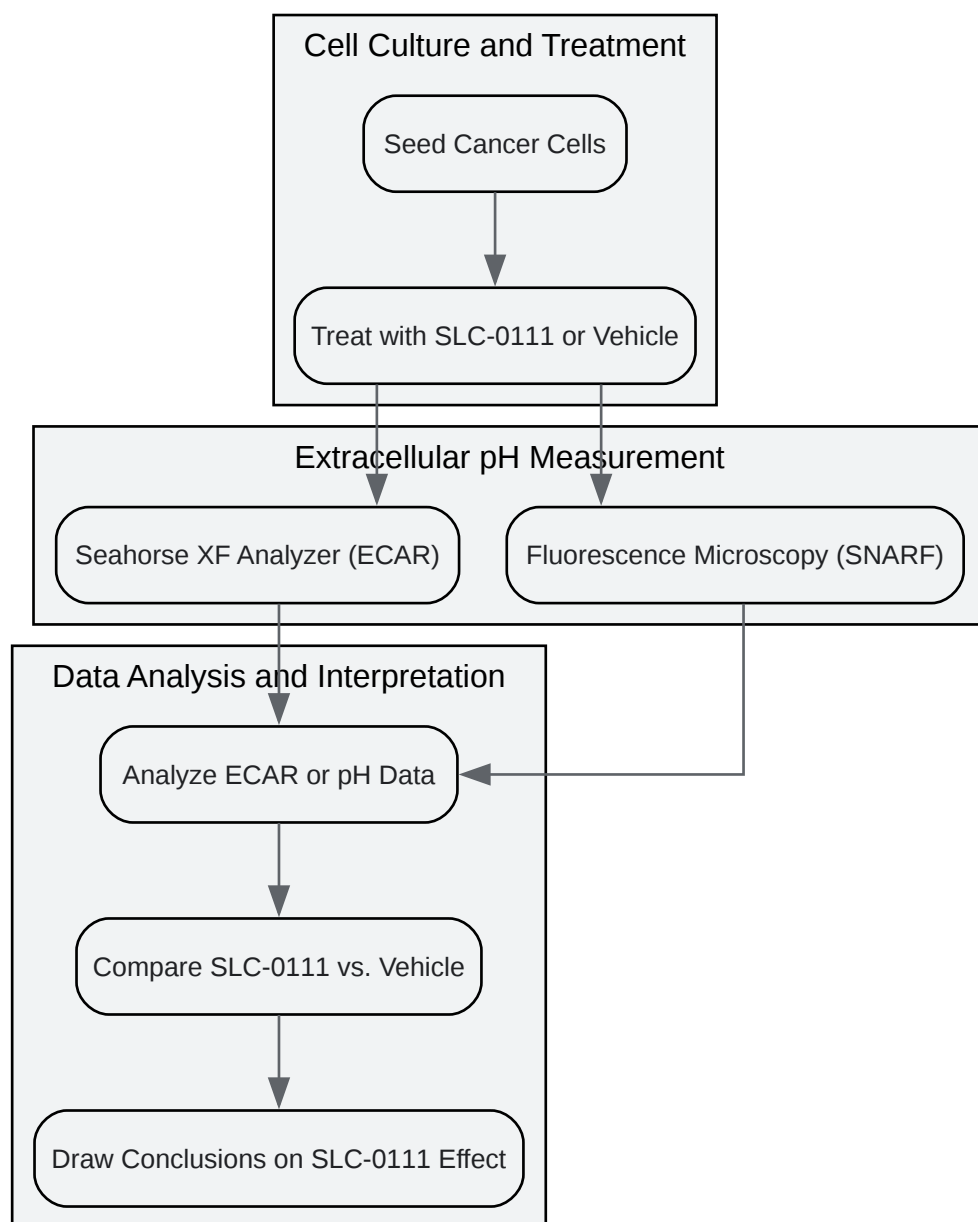 Cell Culture and Treatment
Seed Cancer Cells
Treat with SLC-0111 or Vehicle
Extracellular pH Measurement
Seahorse XF Analyzer (ECAR)
Fluorescence Microscopy (SNARF)
Data Analysis and Interpretation
Analyze ECAR or pH Data
Compare SLC-0111 vs. Vehicle
Draw Conclusions on SLC-0111 Effect